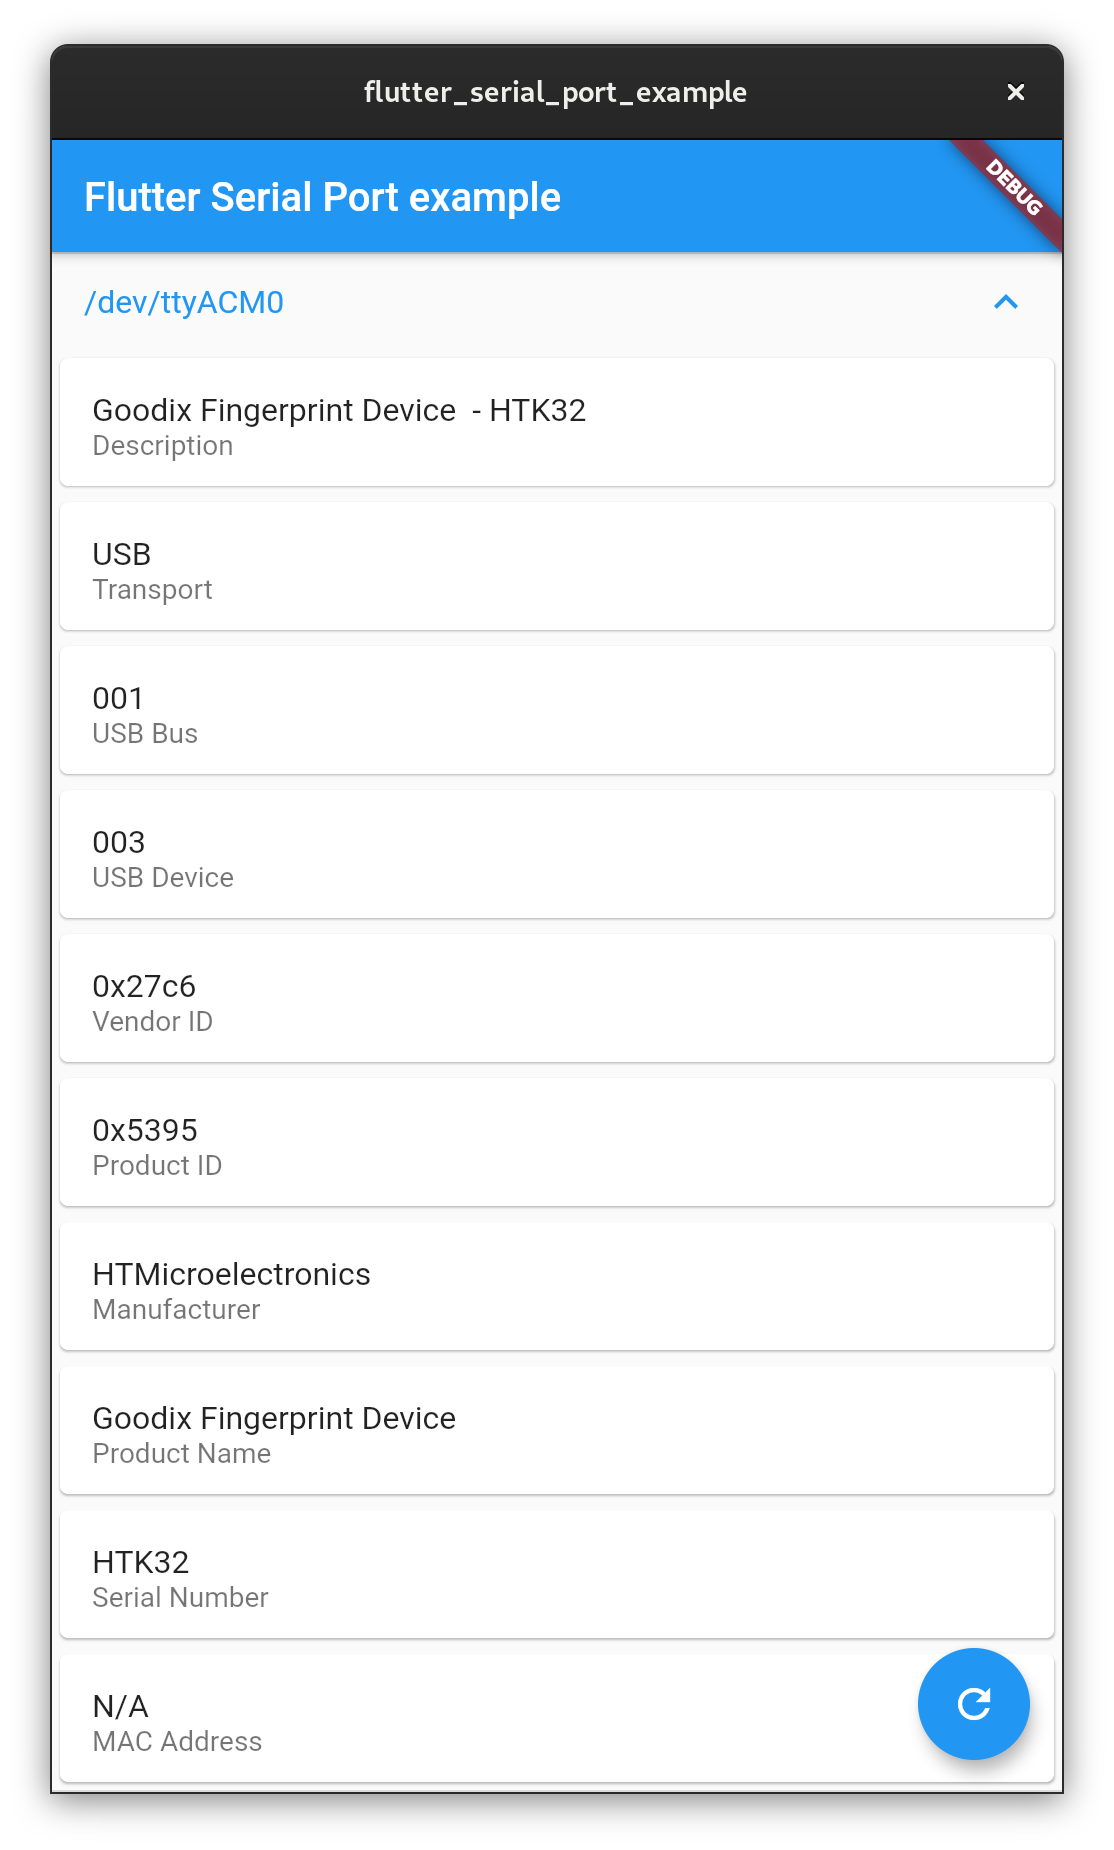 flutter_serial_port_example
Flutter Serial Port example
DEBUG
/dev/ttyACM0
Goodix Fingerprint Device  - HTK32
Description
USB
Transport
001
USB Bus
003
USB Device
0x27c6
Vendor ID
0x5395
Product ID
HTMicroelectronics
Manufacturer
Goodix Fingerprint Device
Product Name
HTK32
Serial Number
N/A
MAC Address